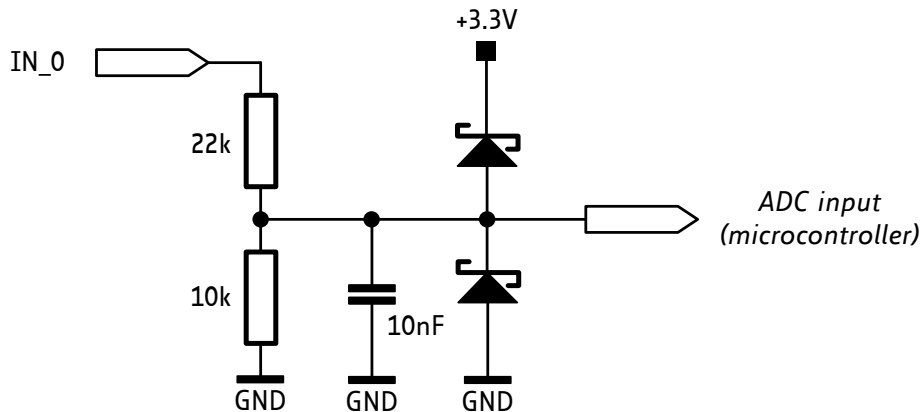 +3.3V
IN_0
22k
ADC input
(microcontroller)
10k
10nF
GND
GND
GND